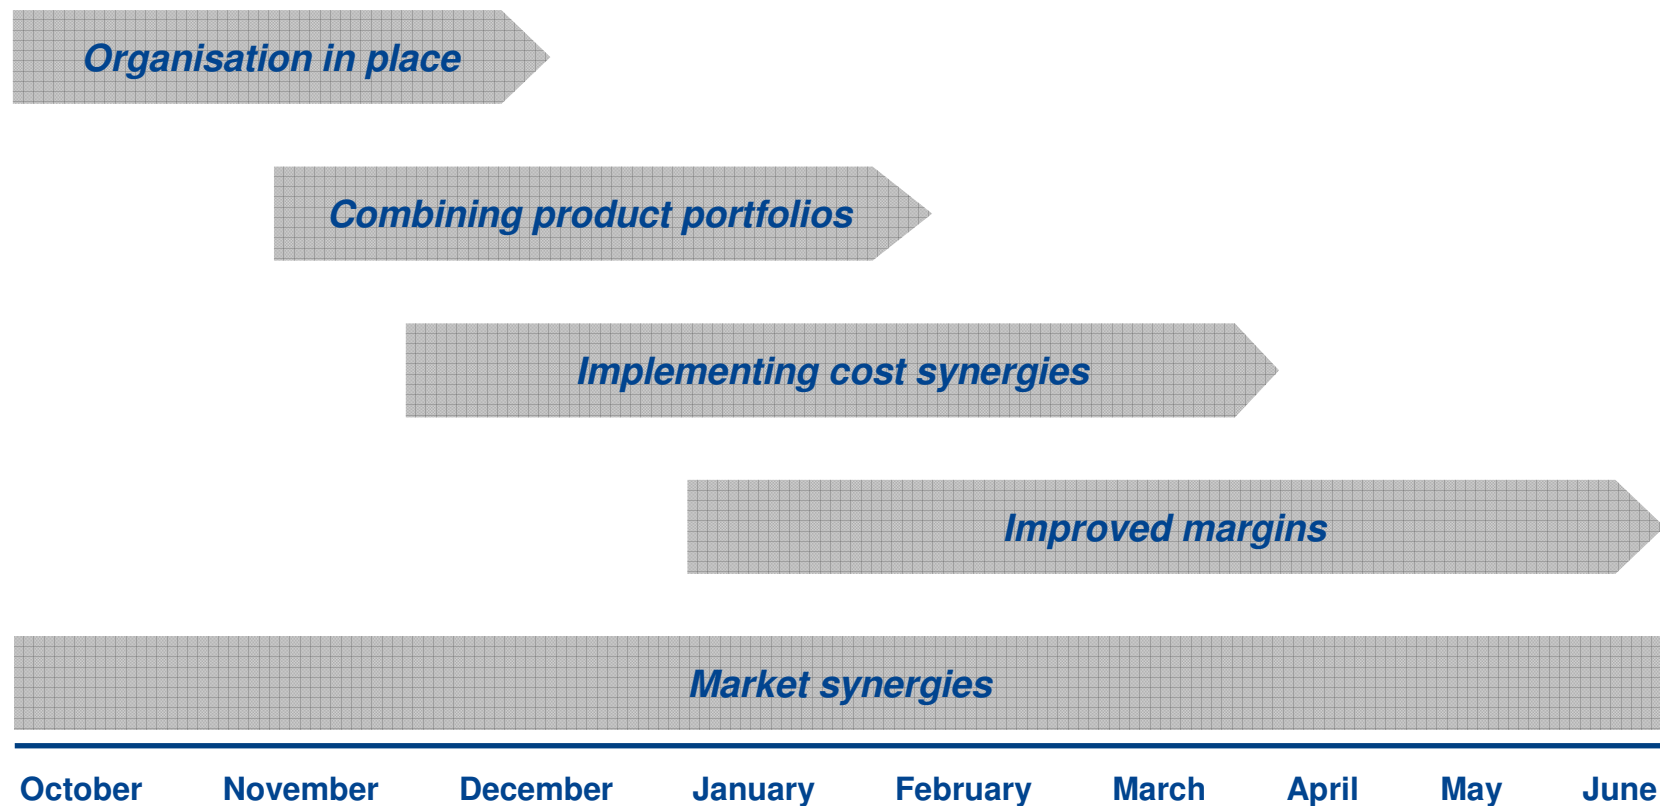 Organisation in place
Combining product portfolios
Implementing cost synergies
Improved margins
Market synergies
October November December January February March April May June